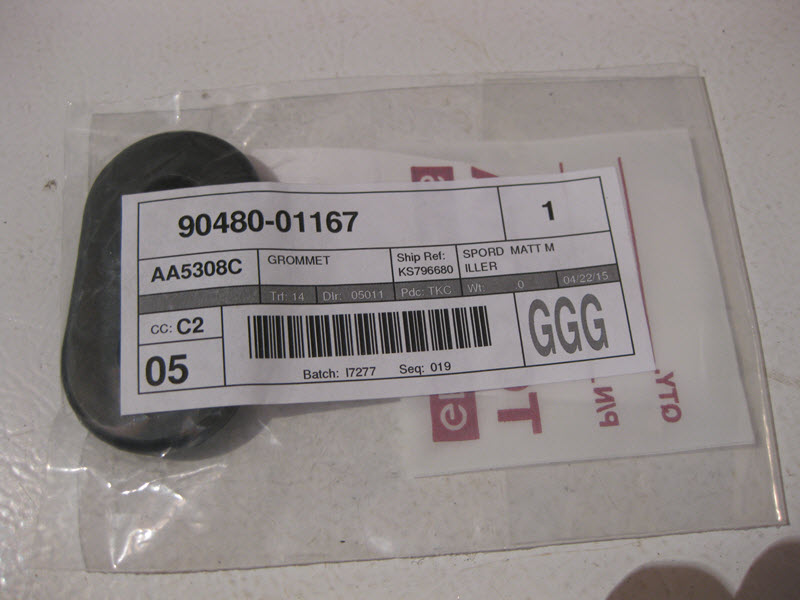 90480-01167
1
AA5308C
GROMMET
Ship Ref:
KS796680
SPORD MATT M
ILLER
Trf: 14 Dlr: 05011 Pdc: TKC Wt: .0 04/22/15
CC: C2
05
Batch: I7277 Seq: 019
GGG
P/N
QTY